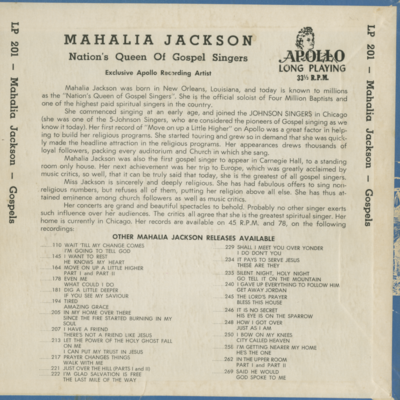 MAHALIA JACKSON
Nation's Queen Of Gospel Singers
Exclusive Apollo Recording Artist
APOLLO
LONG PLAYING
33⅓ R.P.M.
LP 201 — Mahalia Jackson — Gospels
LP 201 — Mahalia Jackson — Gospels
Mahalia Jackson was born in New Orleans, Louisiana, and today is known to millions
as the "Nation's Queen of Gospel Singers". She is the official soloist of Four Million Baptists and
one of the highest paid spiritual singers in the country.
She commenced singing at an early age, and joined the JOHNSON SINGERS in Chicago
(she was one of the 5-Johnson Singers, who are considered the pioneers of Gospel singing as we
know it today). Her first record of "Move on Up a Little Higher" on Apollo was a great factor in help-
ing to build her religious programs. She started touring and grew so in demand that she was quick-
ly made the headline attraction in the religious programs. Her appearance draws thousands of
loyal followers, packing every auditorium and Church in which she sang.
Mahalia Jackson was also the first gospel singer to appear in Carnegie Hall, to a standing
room only house. Her next achievement was her trip to Europe, which was greatly acclaimed by
music critics, so well, that it can be truly said that today, she is the greatest of all gospel singers.
Miss Jackson is sincerely and deeply religious. She has had fabulous offers to sing non-
religious numbers, but refuses all of them, putting her religion above all else. She has thus at-
tained eminence among church followers as well as music critics.
Her concerts are grand and beautiful spectacles to behold. Probably no other singer exerts
such influence over her audiences. The critics all agree that she is the greatest spiritual singer. Her
home is currently in Chicago. Her records are available on 45 R.P.M. and 78, on the following
recordings:
OTHER MAHALIA JACKSON RELEASES AVAILABLE
110 WAIT TILL MY CHANGE COMES
I'M GOING TO TELL GOD
145 I WANT TO REST
HE KNOWS MY HEART
164 MOVE ON UP A LITTLE HIGHER
PART I and PART II
178 EVEN ME
WHAT COULD I DO
181 DIG A LITTLE DEEPER
IF YOU SEE MY SAVIOUR
194 TIRED
AMAZING GRACE
209 IN MY HOME OVER THERE
SINCE THE FIRE STARTED BURNING IN MY
SOUL
207 I HAVE A FRIEND
THERE'S NOT A FRIEND LIKE JESUS
213 LET THE POWER OF THE HOLY GHOST FALL
ON ME
I CAN PUT MY TRUST IN JESUS
217 PRAYER CHANGES THINGS
WALK WITH ME
221 JUST OVER THE HILL (PARTS I and II)
222 I'M GLAD SALVATION IS FREE
THE LAST MILE OF THE WAY
229 SHALL I MEET YOU OVER YONDER
I DO DON'T YOU
234 IT PAYS TO SERVE JESUS
THESE ARE THEY
235 SILENT NIGHT, HOLY NIGHT
GO TELL IT ON THE MOUNTAIN
240 I GAVE UP EVERYTHING TO FOLLOW HIM
GET AWAY JORDAN
245 THE LORD'S PRAYER
BLESS THIS HOUSE
246 IT IS NO SECRET
HIS EYE IS ON THE SPARROW
248 HOW I GOT OVER
JUST AS I AM
250 I BOW ON MY KNEES
CITY CALLED HEAVEN
256 I'M GETTING NEARER MY HOME
HE'S THE ONE
262 IN THE UPPER ROOM
PART I and PART II
269 SAID HE WOULD
GOD SPOKE TO ME